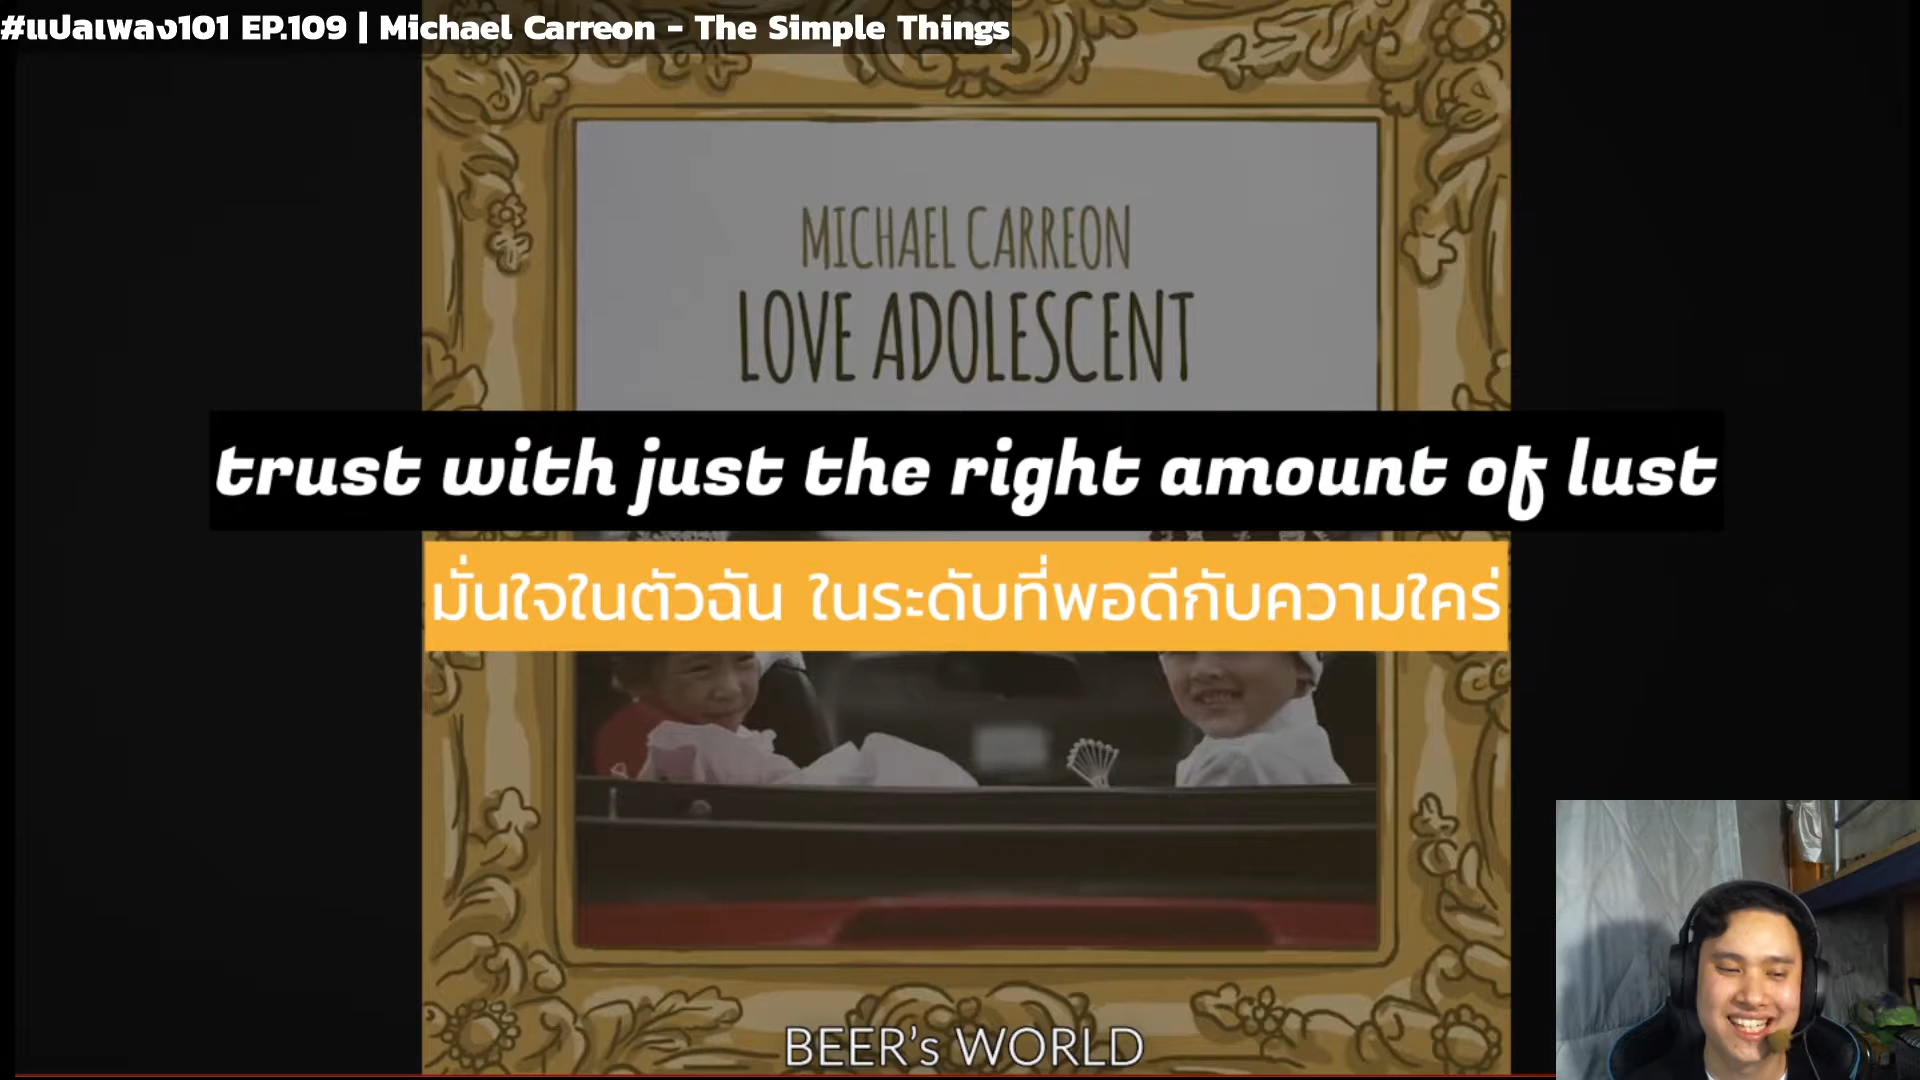 #แปลเพลง101 EP.109 | Michael Carreon - The Simple Things
MICHAEL CARREON
LOVE ADOLESCENT
trust with just the right amount of lust
มั่นใจในตัวฉัน ในระดับที่พอดีกับความใคร่
BEER's WORLD